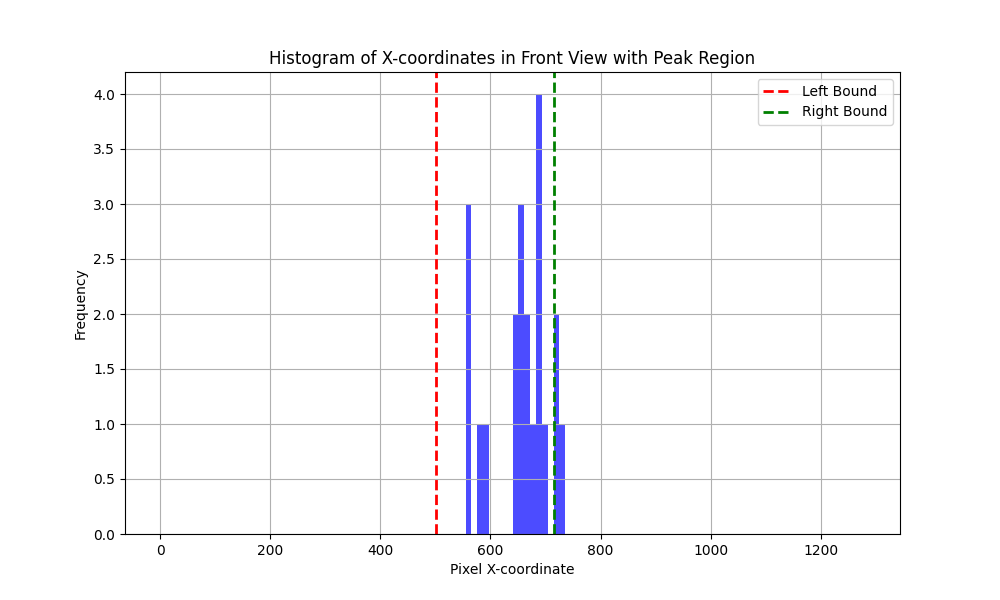 Histogram of X-coordinates in Front View with Peak Region
Left Bound
Right Bound
4.0
3.5
3.0
2.5
2.0
1.5
1.0
0.5
0.0
Frequency
0 200 400 600 800 1000 1200
Pixel X-coordinate